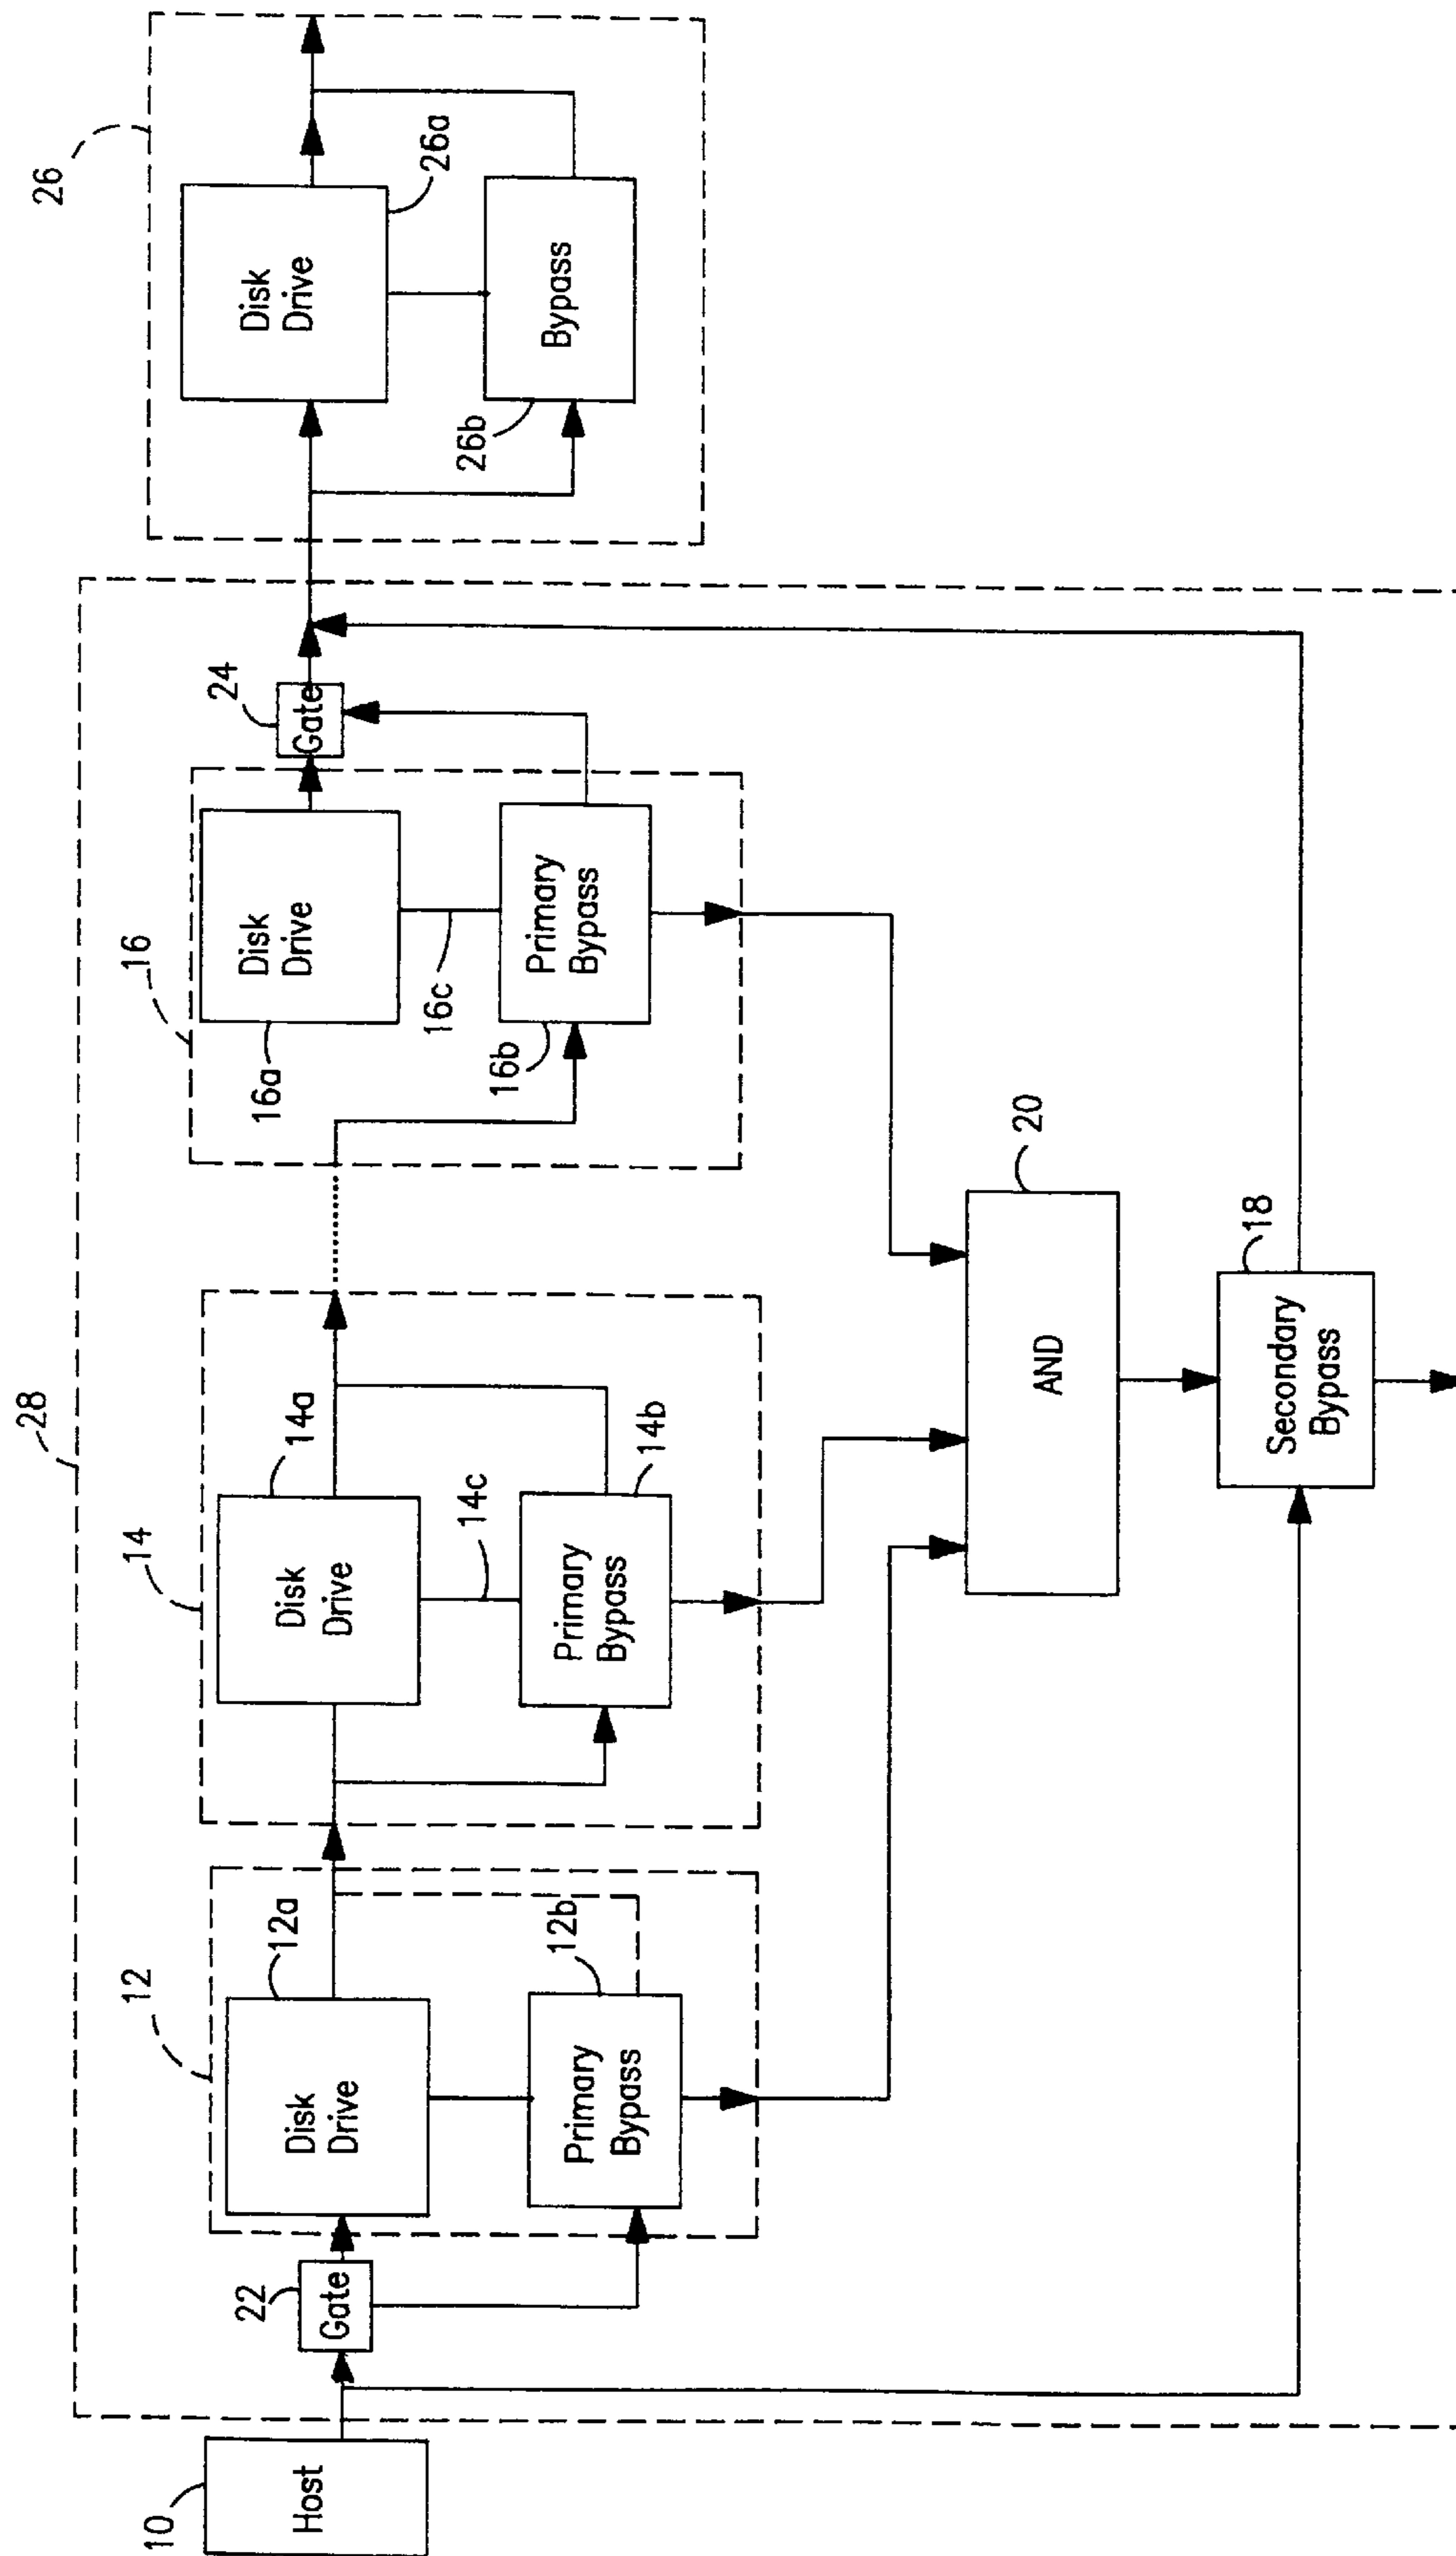 28
10
Host
22
Gate
12
Disk
Drive
12a
Primary
Bypass
12b
14
Disk
Drive
14a
14c
Primary
Bypass
14b
16
Disk
Drive
16a
16c
Primary
Bypass
16b
24
Gate
26
Disk
Drive
26a
Bypass
26b
AND
20
Secondary
Bypass
18